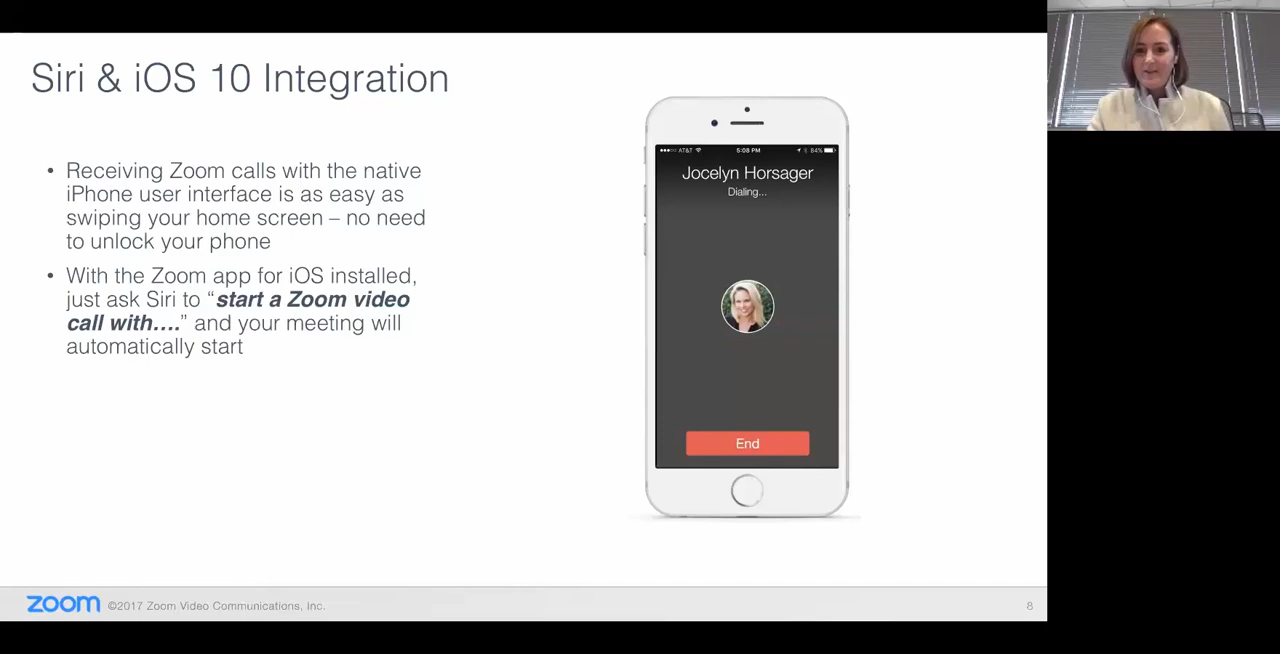 Siri & iOS 10 Integration
• Receiving Zoom calls with the native
iPhone user interface is as easy as
swiping your home screen – no need
to unlock your phone
• With the Zoom app for iOS installed,
just ask Siri to “start a Zoom video
call with….” and your meeting will
automatically start
AT&T 5:08 PM 84%
Jocelyn Horsager
Dialing...
End
zoom ©2017 Zoom Video Communications, Inc. 8